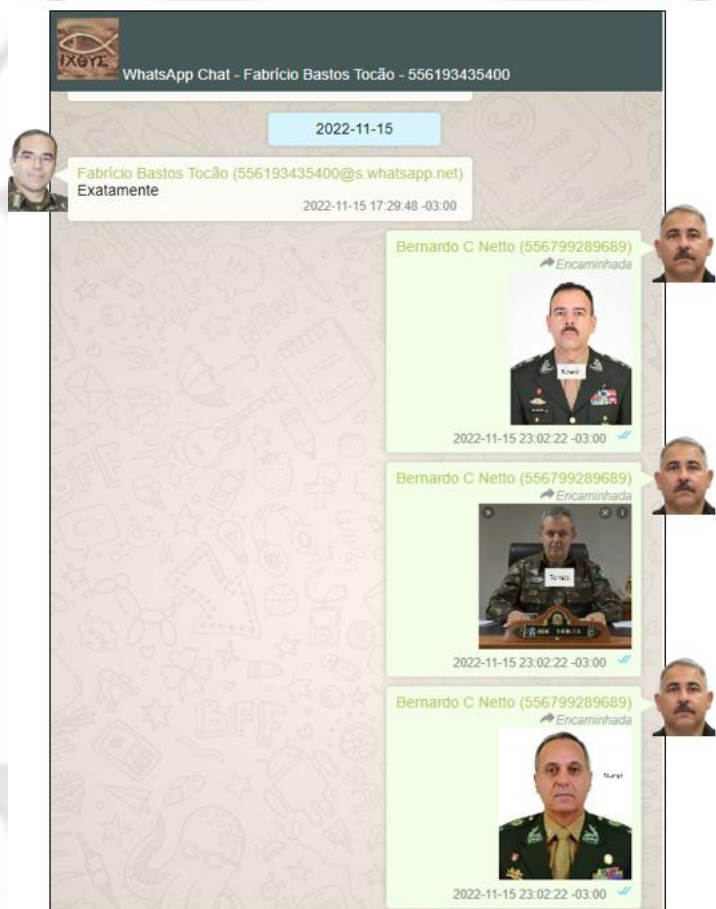 ΙΧΘΥΣ
WhatsApp Chat - Fabrício Bastos Tocão - 556193435400
2022-11-15
Fabrício Bastos Tocão (556193435400@s.whatsapp.net)
Exatamente
2022-11-15 17:29:48 -03:00
Bernardo C Netto (556799289689)
Encaminhada
2022-11-15 23:02:22 -03:00
Bernardo C Netto (556799289689)
Encaminhada
Tomás
2022-11-15 23:02:22 -03:00
Bernardo C Netto (556799289689)
Encaminhada
2022-11-15 23:02:22 -03:00